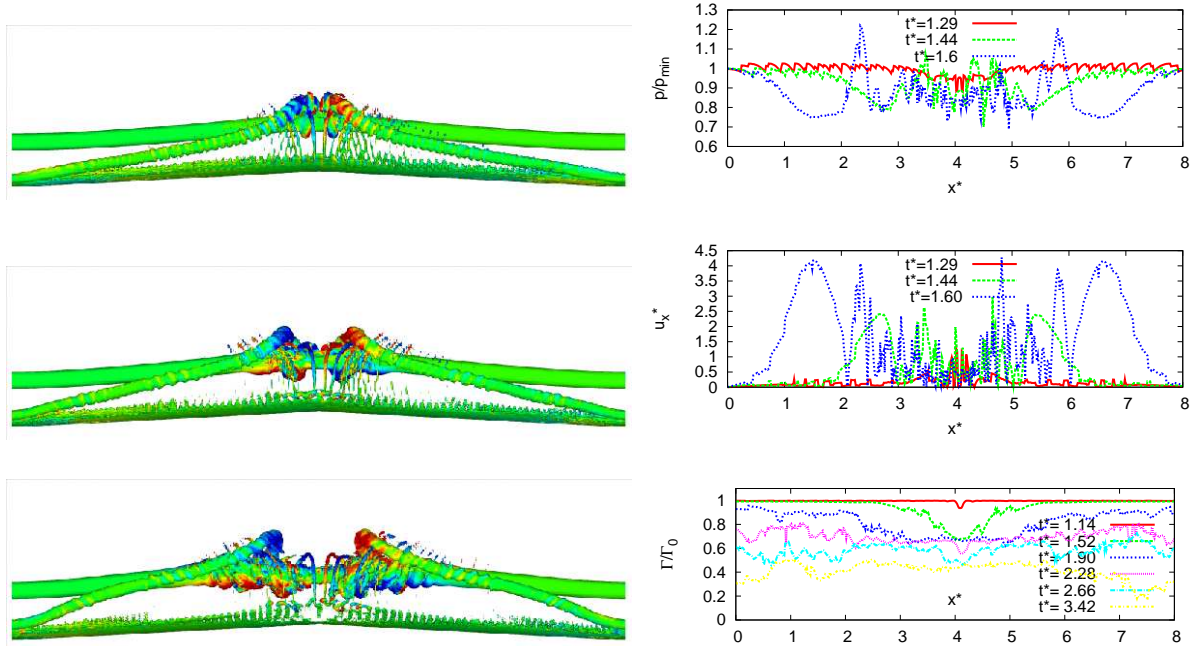 1.3
1.2
1.1
1
0.9
0.8
0.7
0.6
p/p_min
t*=1.29
t*=1.44
t*=1.6
0 1 2 3 4 5 6 7 8
x*
4.5
4
3.5
3
2.5
2
1.5
1
0.5
0
u_x*
t*=1.29
t*=1.44
t*=1.60
0 1 2 3 4 5 6 7 8
x*
1
0.8
0.6
0.4
0.2
0
Γ/Γ_0
t*= 1.14
t*= 1.52
t*= 1.90
t*= 2.28
t*= 2.66
t*= 3.42
x*
0 1 2 3 4 5 6 7 8